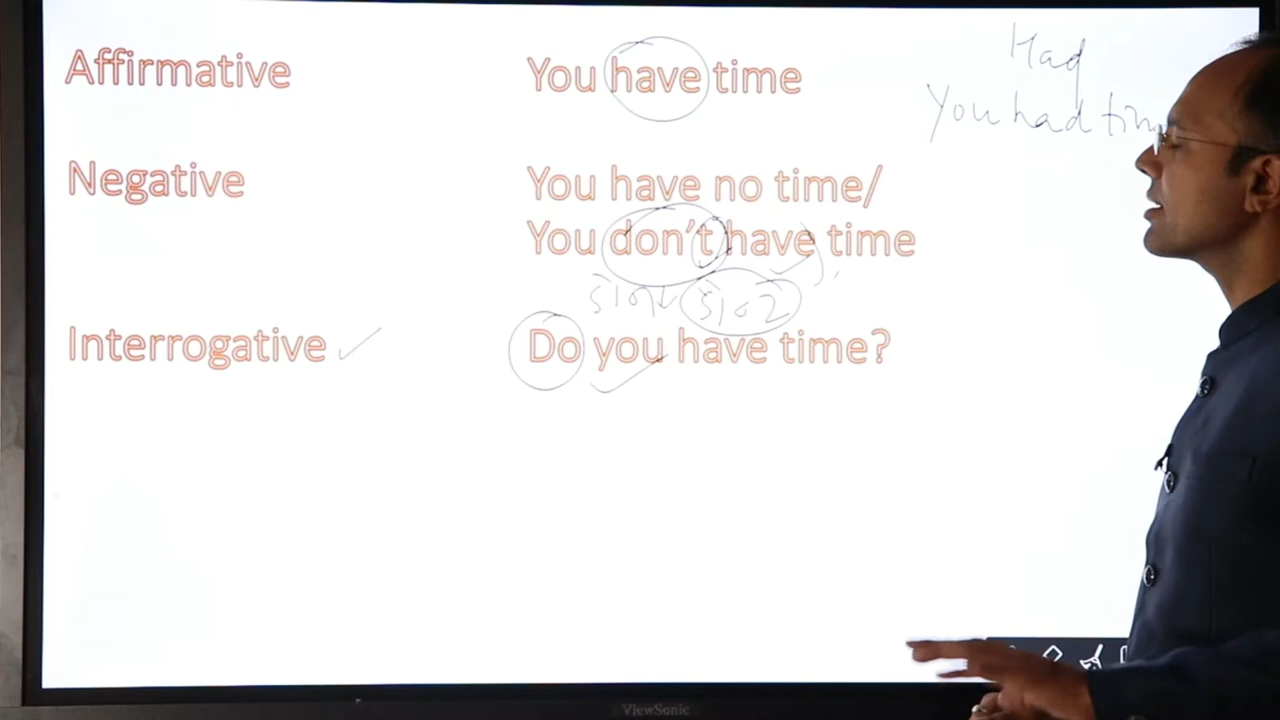 Affirmative You have time
Had
You had
Negative You have no time/
You don't have time
Interrogative Do you have time?
ViewSonic